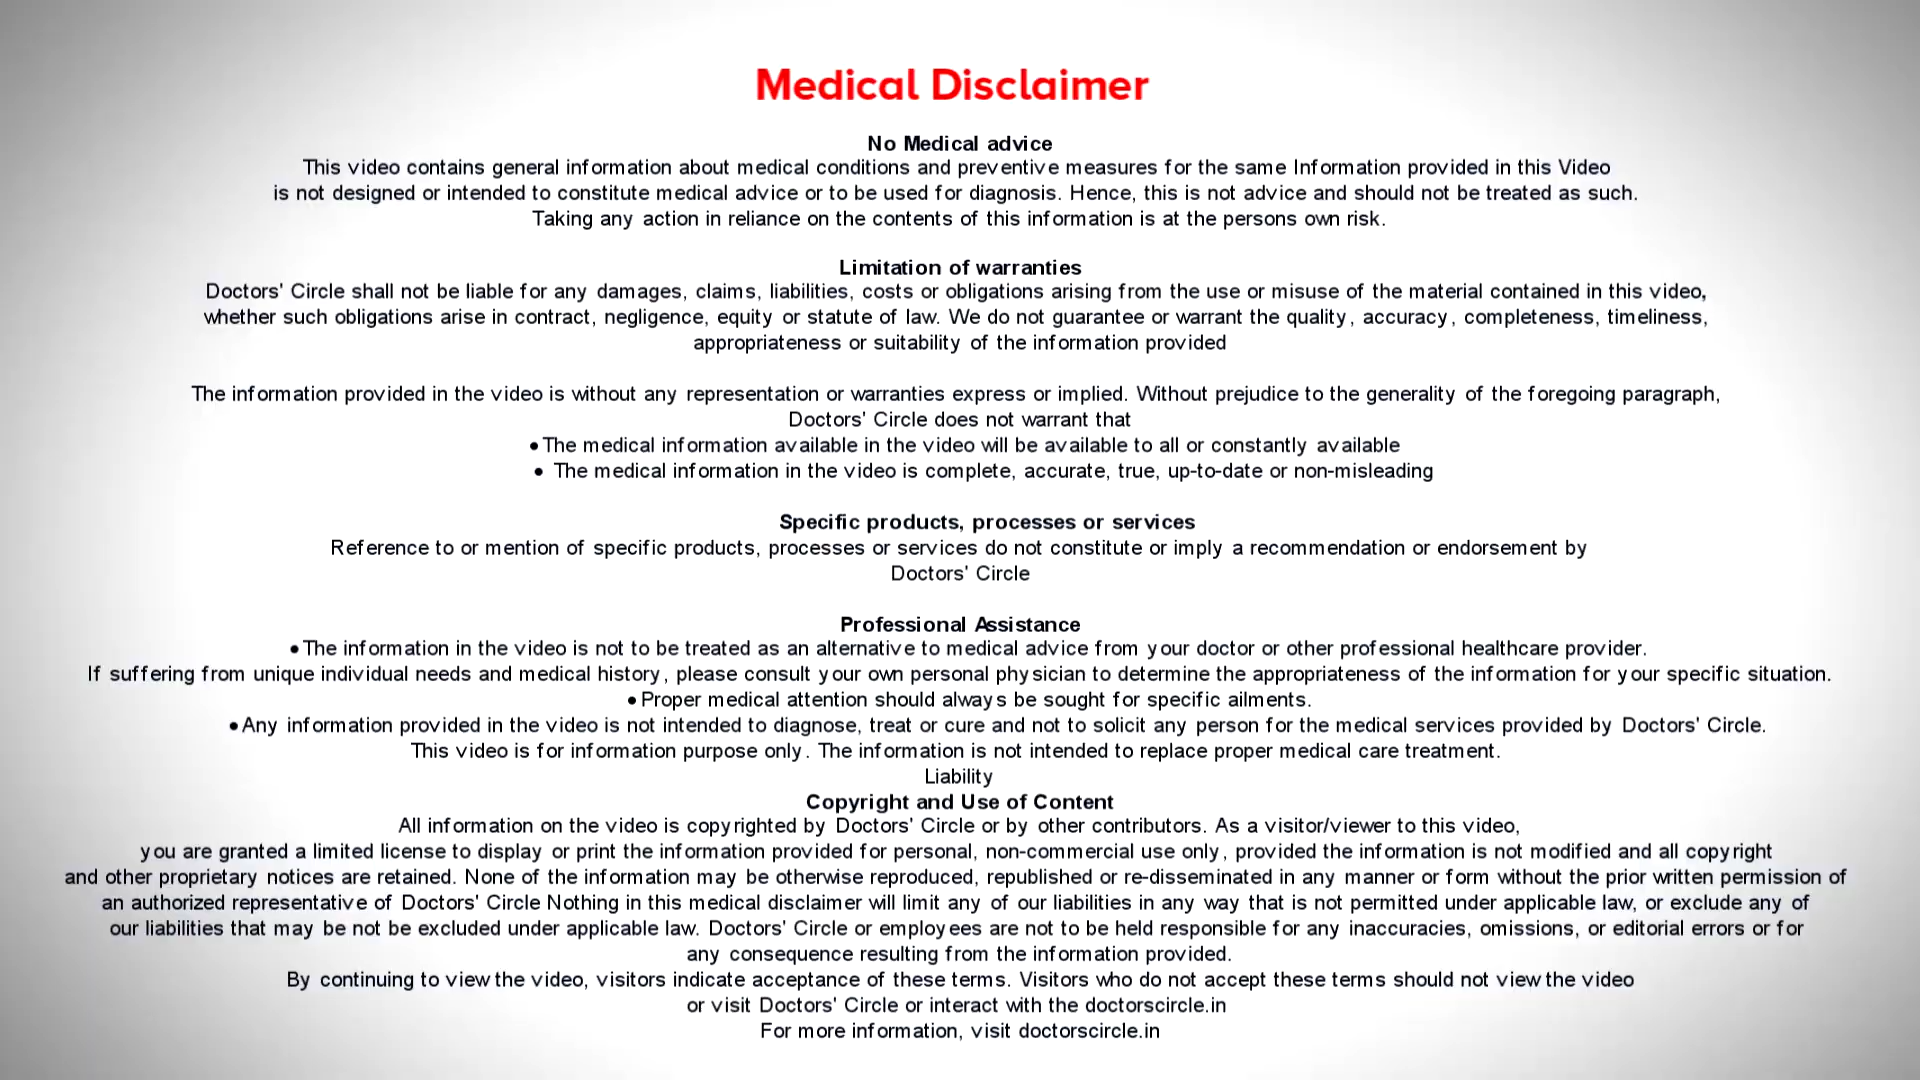 Medical Disclaimer
No Medical advice
This video contains general information about medical conditions and preventive measures for the same Information provided in this Video
is not designed or intended to constitute medical advice or to be used for diagnosis. Hence, this is not advice and should not be treated as such.
Taking any action in reliance on the contents of this information is at the persons own risk.
Limitation of warranties
Doctors' Circle shall not be liable for any damages, claims, liabilities, costs or obligations arising from the use or misuse of the material contained in this video,
whether such obligations arise in contract, negligence, equity or statute of law. We do not guarantee or warrant the quality, accuracy, completeness, timeliness,
appropriateness or suitability of the information provided
The information provided in the video is without any representation or warranties express or implied. Without prejudice to the generality of the foregoing paragraph,
Doctors' Circle does not warrant that
• The medical information available in the video will be available to all or constantly available
• The medical information in the video is complete, accurate, true, up-to-date or non-misleading
Specific products, processes or services
Reference to or mention of specific products, processes or services do not constitute or imply a recommendation or endorsement by
Doctors' Circle
Professional Assistance
• The information in the video is not to be treated as an alternative to medical advice from your doctor or other professional healthcare provider.
If suffering from unique individual needs and medical history, please consult your own personal physician to determine the appropriateness of the information for your specific situation.
• Proper medical attention should always be sought for specific ailments.
• Any information provided in the video is not intended to diagnose, treat or cure and not to solicit any person for the medical services provided by Doctors' Circle.
This video is for information purpose only. The information is not intended to replace proper medical care treatment.
Liability
Copyright and Use of Content
All information on the video is copyrighted by Doctors' Circle or by other contributors. As a visitor/viewer to this video,
you are granted a limited license to display or print the information provided for personal, non-commercial use only, provided the information is not modified and all copyright
and other proprietary notices are retained. None of the information may be otherwise reproduced, republished or re-disseminated in any manner or form without the prior written permission of
an authorized representative of Doctors' Circle Nothing in this medical disclaimer will limit any of our liabilities in any way that is not permitted under applicable law, or exclude any of
our liabilities that may be not be excluded under applicable law. Doctors' Circle or employees are not to be held responsible for any inaccuracies, omissions, or editorial errors or for
any consequence resulting from the information provided.
By continuing to view the video, visitors indicate acceptance of these terms. Visitors who do not accept these terms should not view the video
or visit Doctors' Circle or interact with the doctorscircle.in
For more information, visit doctorscircle.in